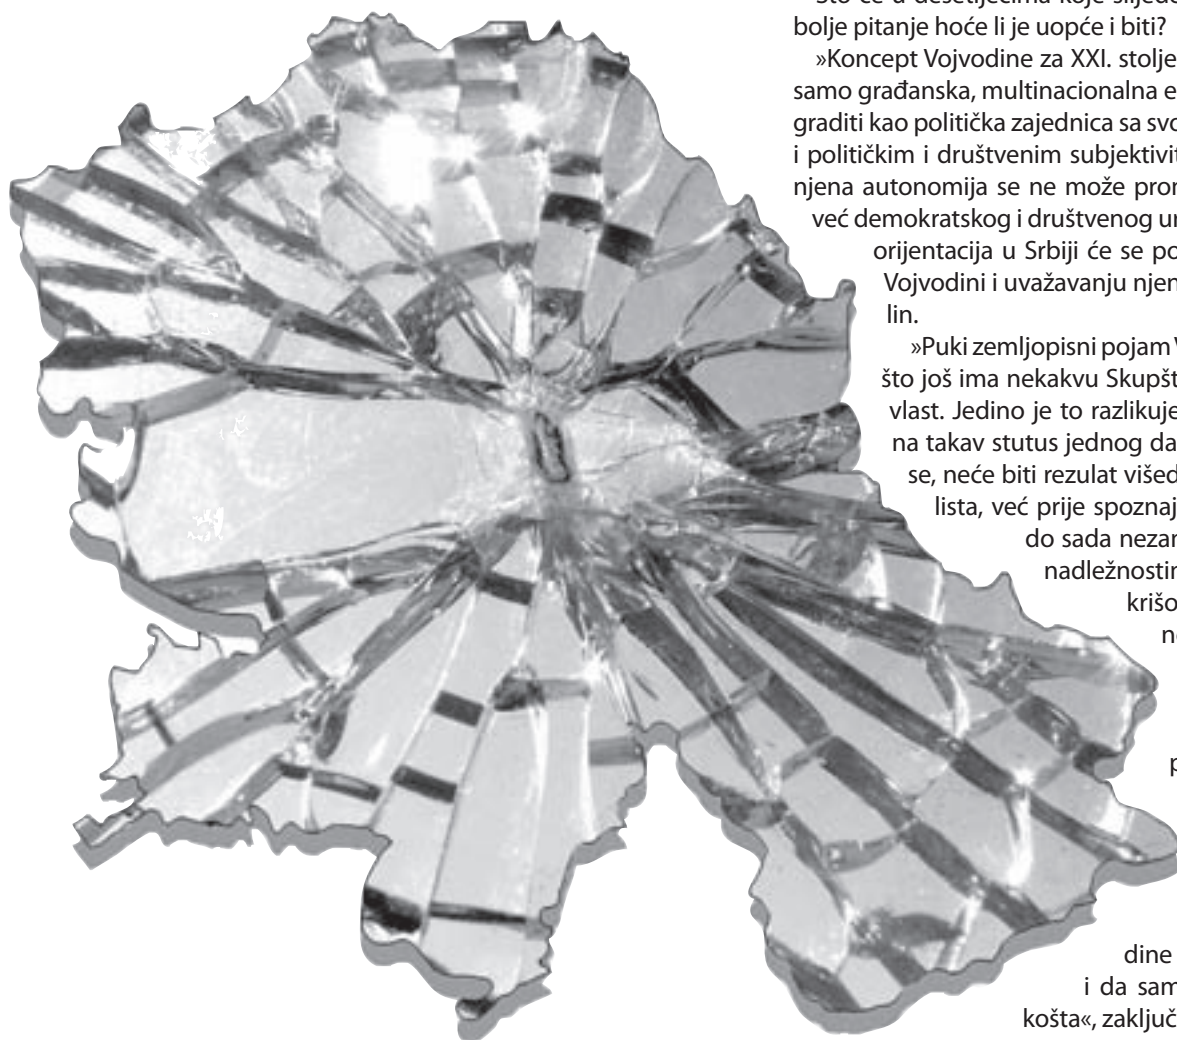 Što će u desetljećima koje slijede
bolje pitanje hoće li je uopće i biti?
»Koncept Vojvodine za XXI. stolje
samo građanska, multinacionalna e
graditi kao politička zajednica sa svo
i političkim i društvenim subjektivit
njena autonomija se ne može pro
već demokratskog i društvenog u
orijentacija u Srbiji će se po
Vojvodini i uvažavanju njen
lin.
»Puki zemljopisni pojam V
što još ima nekakvu Skupšt
vlast. Jedino je to razlikuje
na takav stutus jednog da
se, neće biti rezulat višed
lista, već prije spoznaj
do sada neza
nadležnosti
krišo
n
p
dine
i da sam
košta«, zaključ